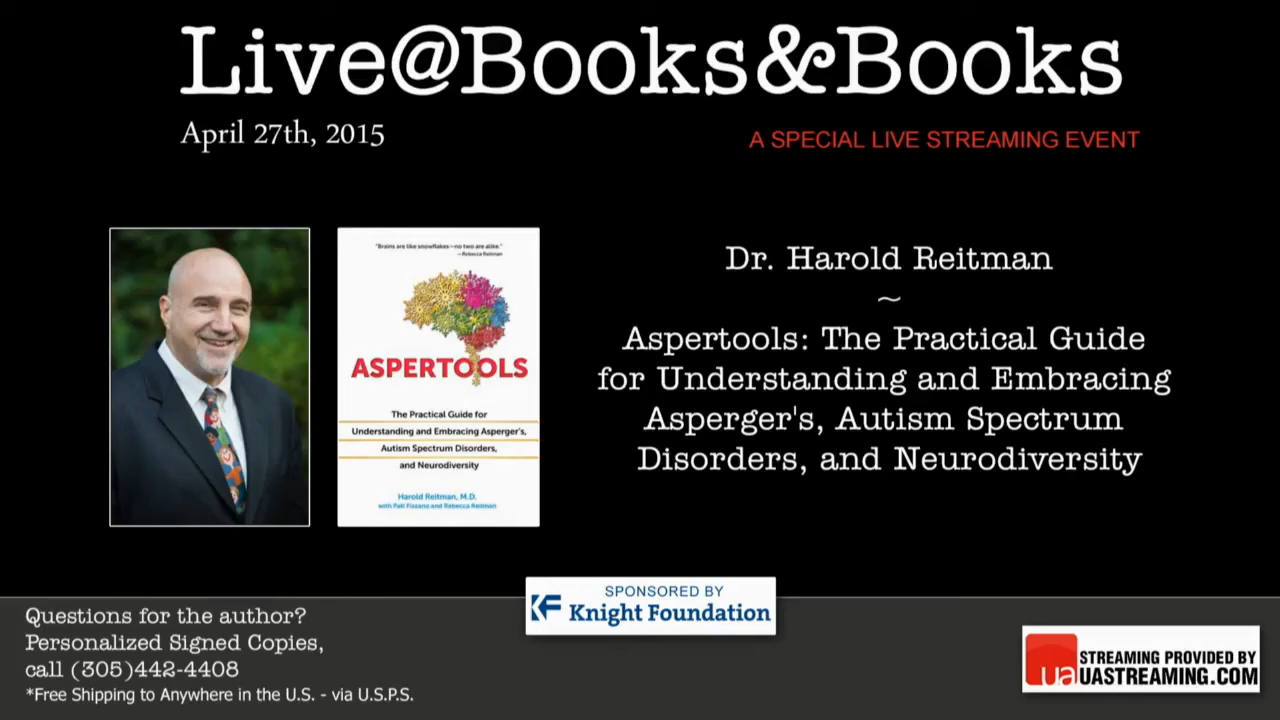 Live@Books&Books
April 27th, 2015
A SPECIAL LIVE STREAMING EVENT
"Brains are like snowflakes—no two are alike."
—Rebecca Reitman
ASPERTOOLS
The Practical Guide for
Understanding and Embracing Asperger's,
Autism Spectrum Disorders,
and Neurodiversity
Harold Reitman, M.D.
with Pati Fizzano and Rebecca Reitman
Dr. Harold Reitman
~
Aspertools: The Practical Guide
for Understanding and Embracing
Asperger's, Autism Spectrum
Disorders, and Neurodiversity
SPONSORED BY
KF Knight Foundation
Questions for the author?
Personalized Signed Copies,
call (305)442-4408
*Free Shipping to Anywhere in the U.S. - via U.S.P.S.
ua STREAMING PROVIDED BY
UASTREAMING.COM